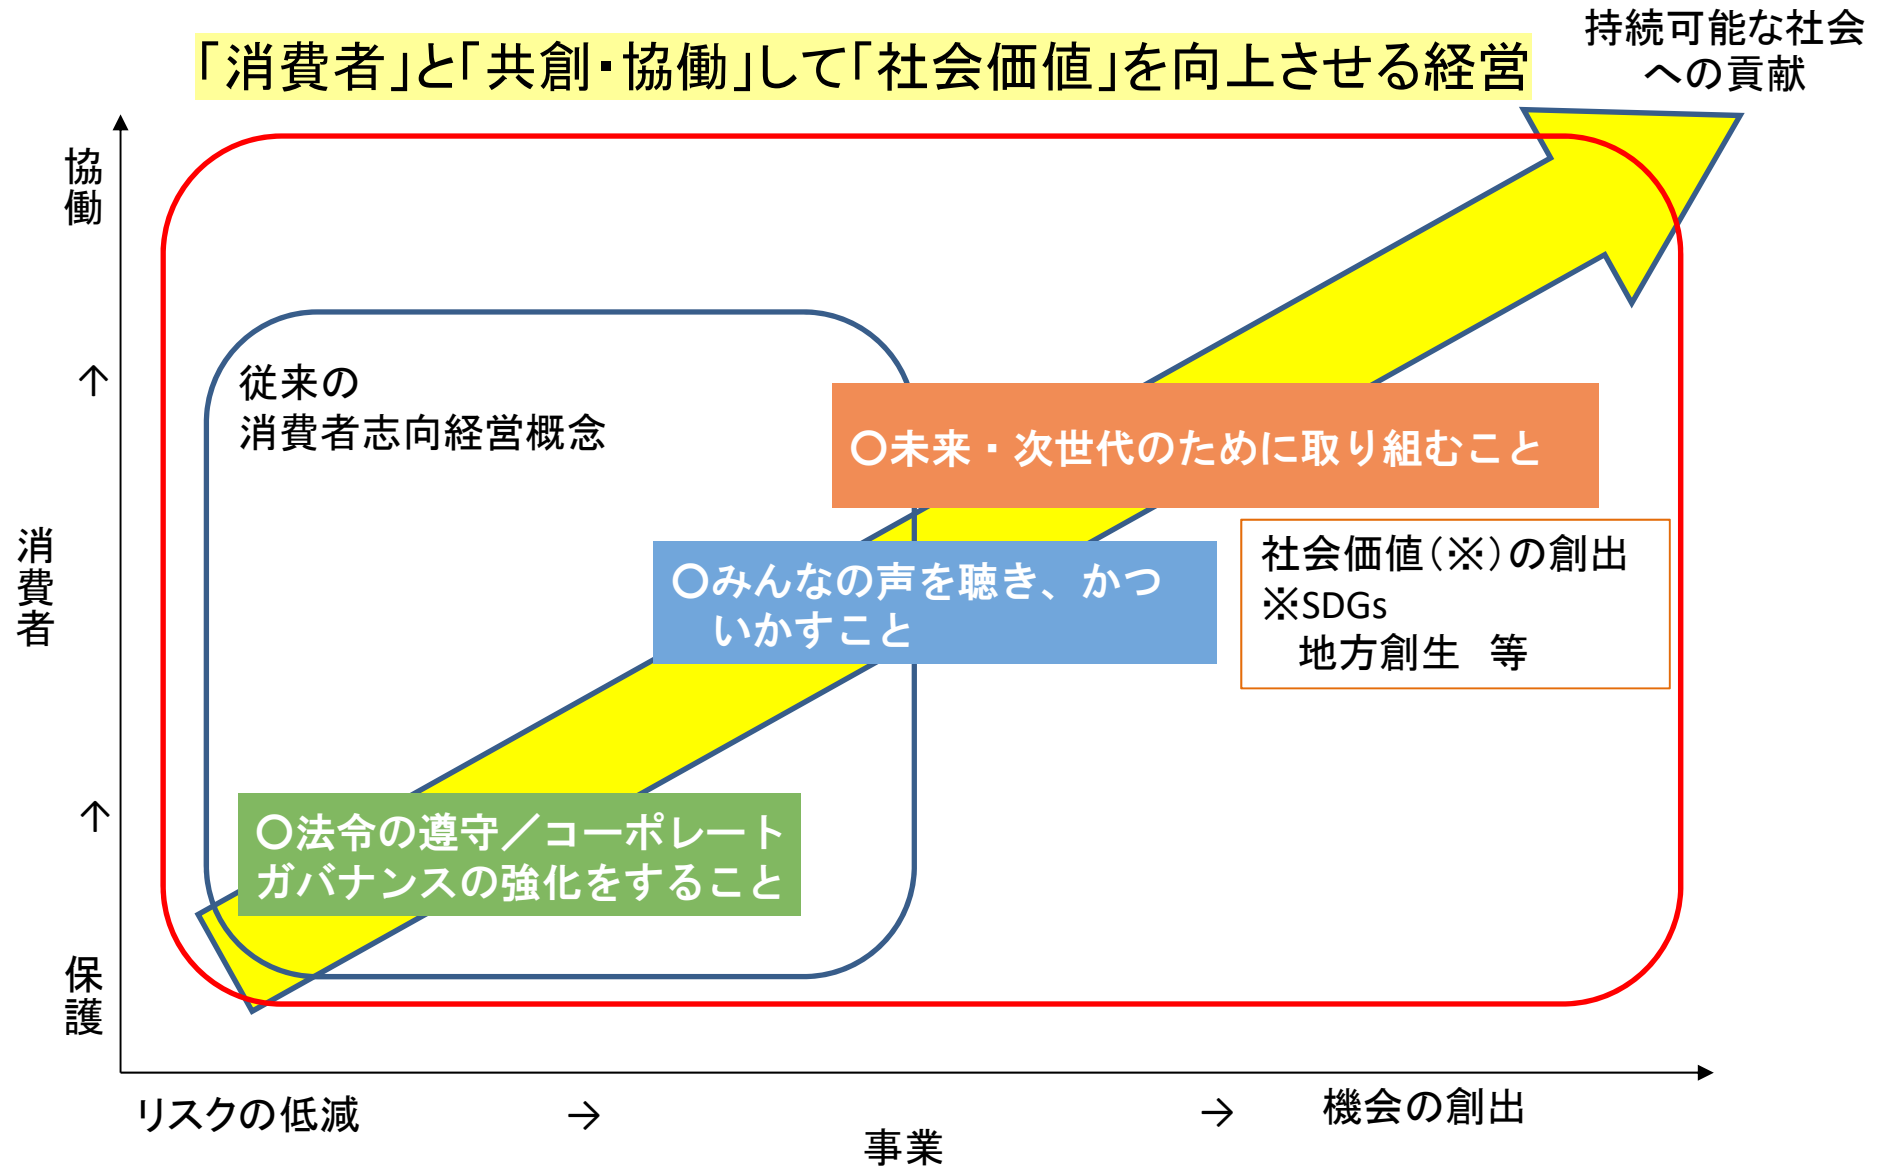 「消費者」と「共創・協働」して「社会価値」を向上させる経営
持続可能な社会
への貢献
協働
↑
従来の
消費者志向経営概念
〇未来・次世代のために取り組むこと
消費者
〇みんなの声を聴き、かつ
いかすこと
社会価値(※)の創出
※SDGs
地方創生　等
↑
〇法令の遵守／コーポレート
ガバナンスの強化をすること
保護
リスクの低減
→
→
機会の創出
事業